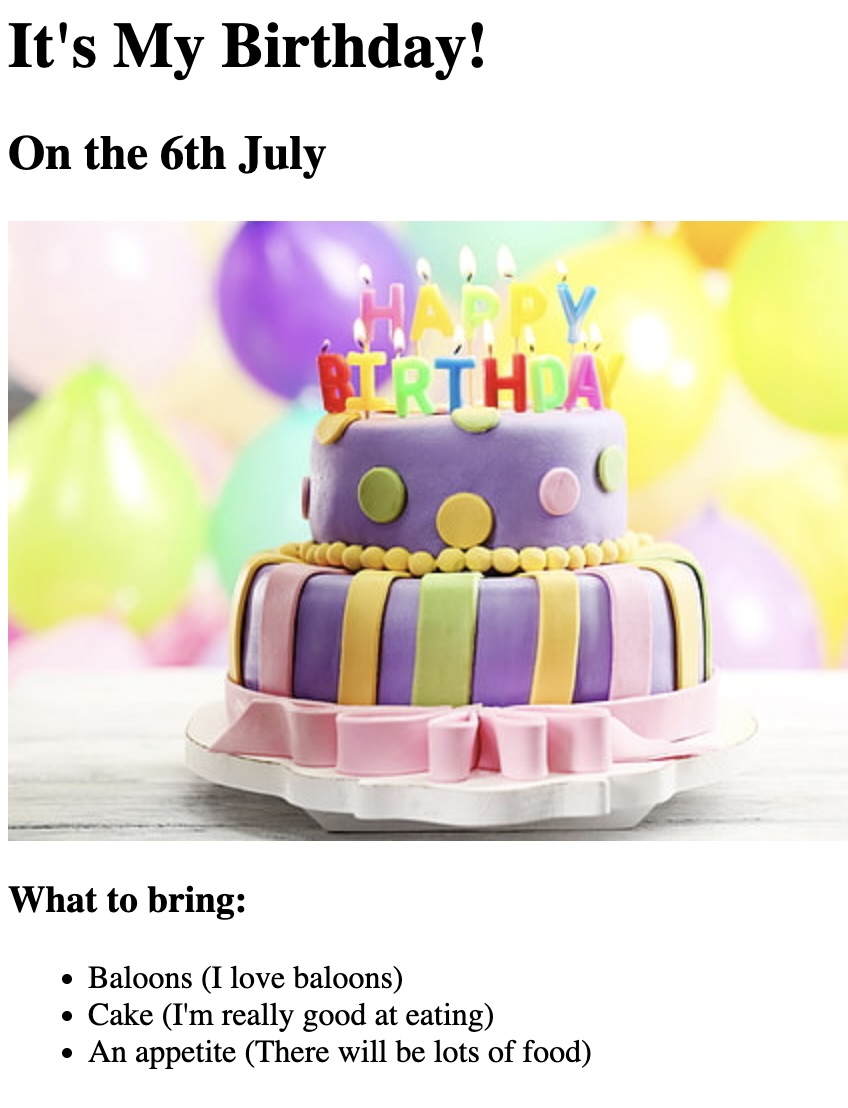 It's My Birthday!
On the 6th July
HAPPY
BIRTHDAY
What to bring:
Baloons (I love baloons)
Cake (I'm really good at eating)
An appetite (There will be lots of food)